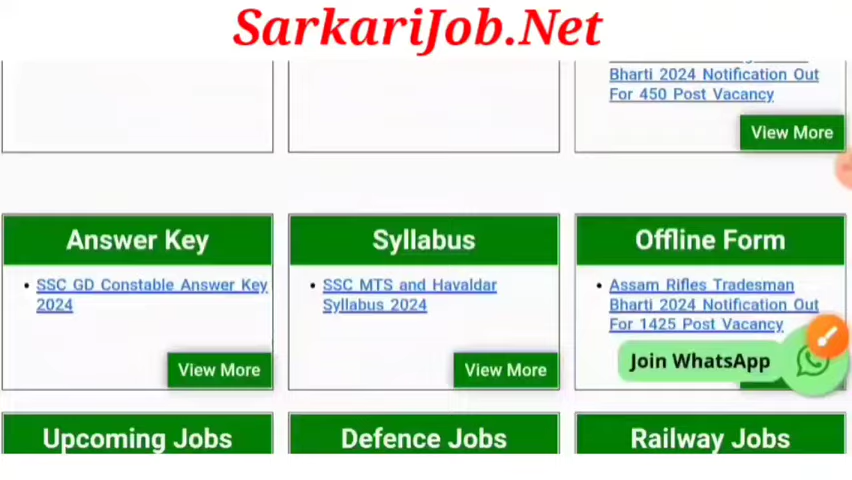 SarkariJob.Net
Bharti 2024 Notification Out
For 450 Post Vacancy
View More
Answer Key
SSC GD Constable Answer Key
2024
View More
Syllabus
SSC MTS and Havaldar
Syllabus 2024
View More
Offline Form
Assam Rifles Tradesman
Bharti 2024 Notification Out
For 1425 Post Vacancy
Join WhatsApp
Upcoming Jobs
Defence Jobs
Railway Jobs